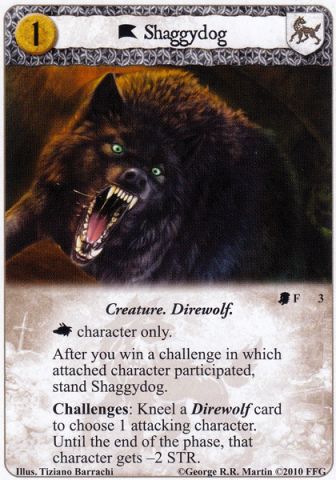 1 Shaggydog
F 3
Creature. Direwolf.
character only.
After you win a challenge in which
attached character participated,
stand Shaggydog.
Challenges: Kneel a Direwolf card
to choose 1 attacking character.
Until the end of the phase, that
character gets –2 STR.
Illus. Tiziano Barrachi ©George R.R. Martin ©2010 FFG